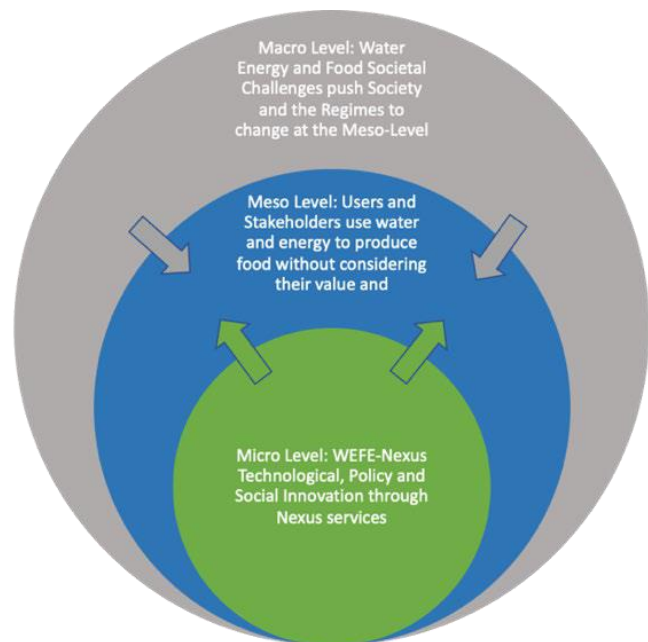 Macro Level: Water
Energy and Food Societal
Challenges push Society
and the Regimes to
change at the Meso-Level
Meso Level: Users and
Stakeholders use water
and energy to produce
food without considering
their value and
Micro Level: WEFE-Nexus
Technological, Policy and
Social Innovation through
Nexus services